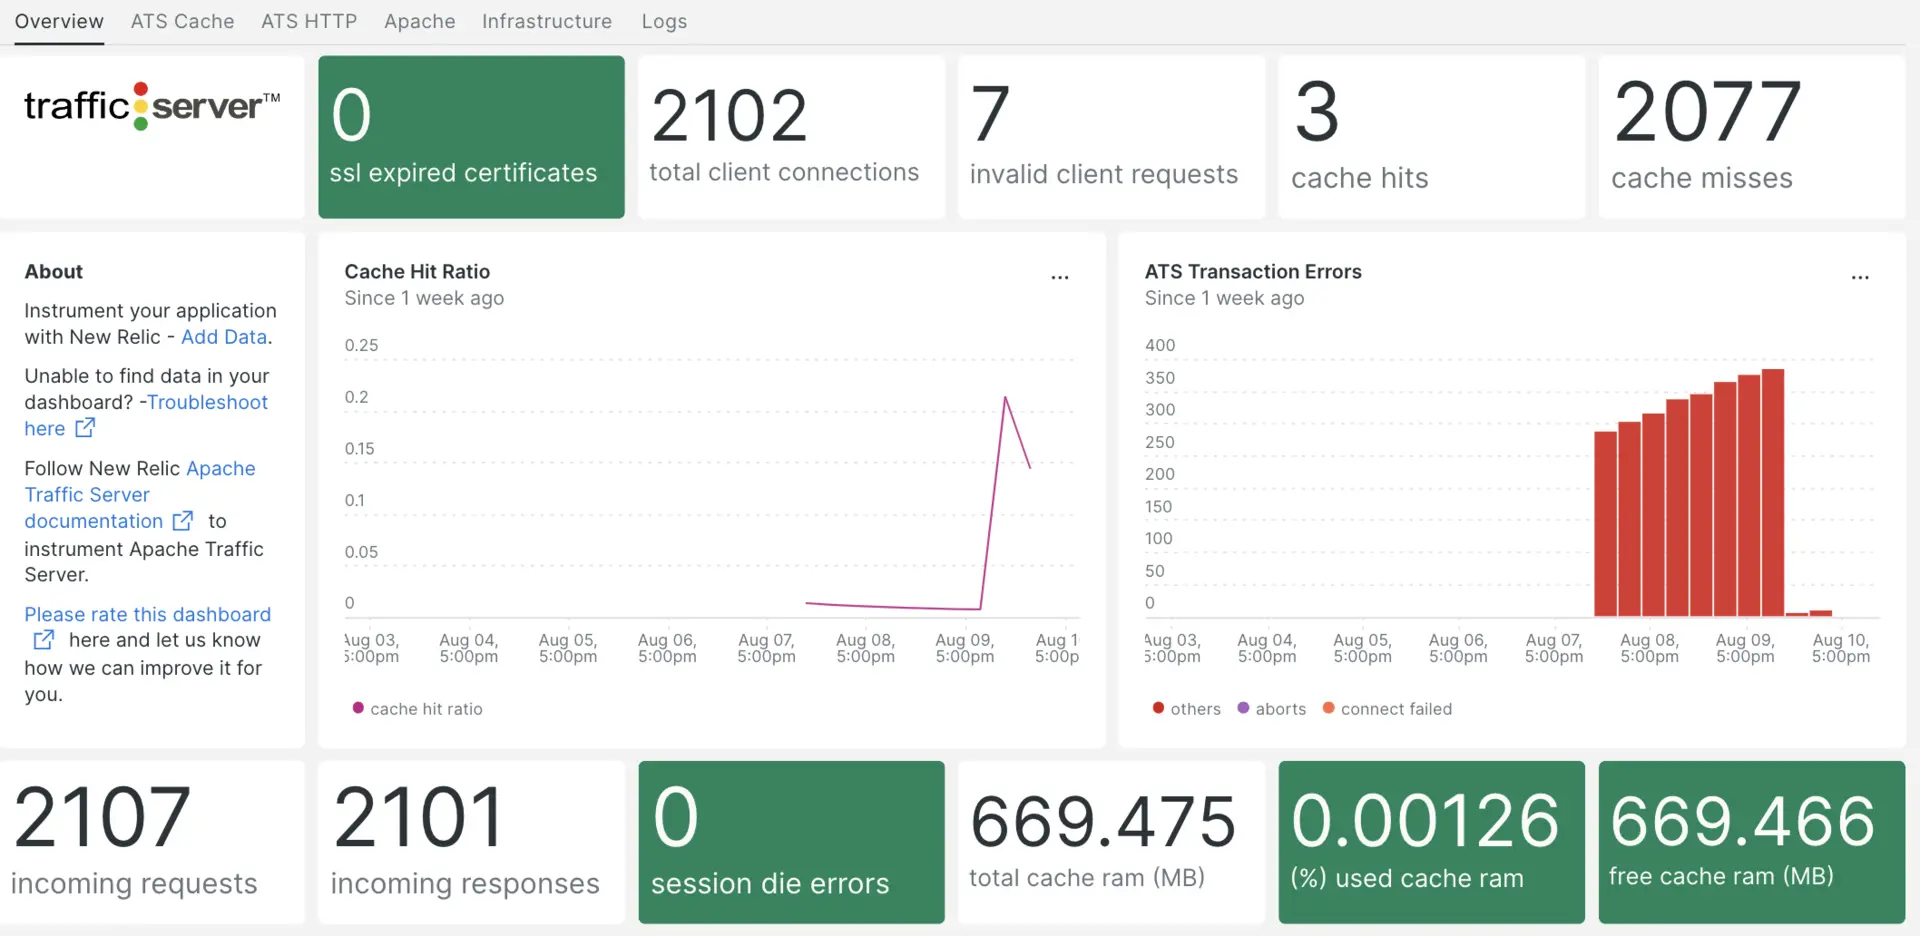 Overview ATS Cache ATS HTTP Apache Infrastructure Logs
traffic server™
0
ssl expired certificates
2102
total client connections
7
invalid client requests
3
cache hits
2077
cache misses
About
Instrument your application
with New Relic - Add Data.
Unable to find data in your
dashboard? -Troubleshoot
here
Follow New Relic Apache
Traffic Server
documentation to
instrument Apache Traffic
Server.
Please rate this dashboard
here and let us know
how we can improve it for
you.
Cache Hit Ratio
...
Since 1 week ago
0.25
0.2
0.15
0.1
0.05
0
Aug 03, Aug 04, Aug 05, Aug 06, Aug 07, Aug 08, Aug 09, Aug 1
5:00pm 5:00pm 5:00pm 5:00pm 5:00pm 5:00pm 5:00pm 5:00p
cache hit ratio
ATS Transaction Errors
...
Since 1 week ago
400
350
300
250
200
150
100
50
0
Aug 03, Aug 04, Aug 05, Aug 06, Aug 07, Aug 08, Aug 09, Aug 10,
5:00pm 5:00pm 5:00pm 5:00pm 5:00pm 5:00pm 5:00pm 5:00pm
others aborts connect failed
2107
incoming requests
2101
incoming responses
0
session die errors
669.475
total cache ram (MB)
0.00126
(%) used cache ram
669.466
free cache ram (MB)